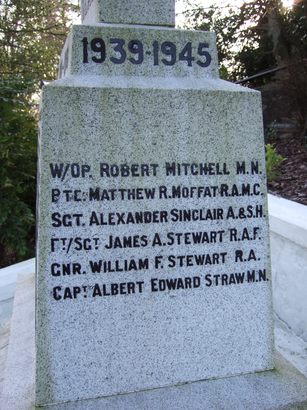 1939-1945
W/OP. ROBERT MITCHELL M.N.
PTE. MATTHEW R. MOFFAT R.A.M.C.
SGT. ALEXANDER SINCLAIR A.&S.H.
FT/SGT JAMES A. STEWART R.A.F.
GNR. WILLIAM F. STEWART R.A.
CAPT. ALBERT EDWARD STRAW M.N.